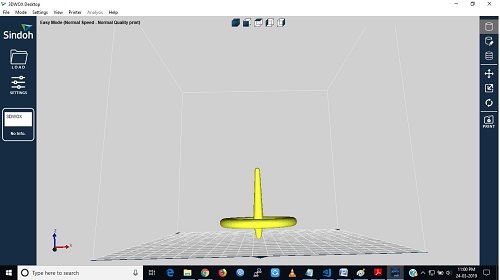 3DWOX Desktop
File Mode Settings View Printer Analysis Help
Sindoh
Easy Mode (Normal Speed . Normal Quality print)
LOAD
SETTINGS
3DWOX
No Info.
PRINT
Z
X
Type here to search
11:00 PM
24-03-2019